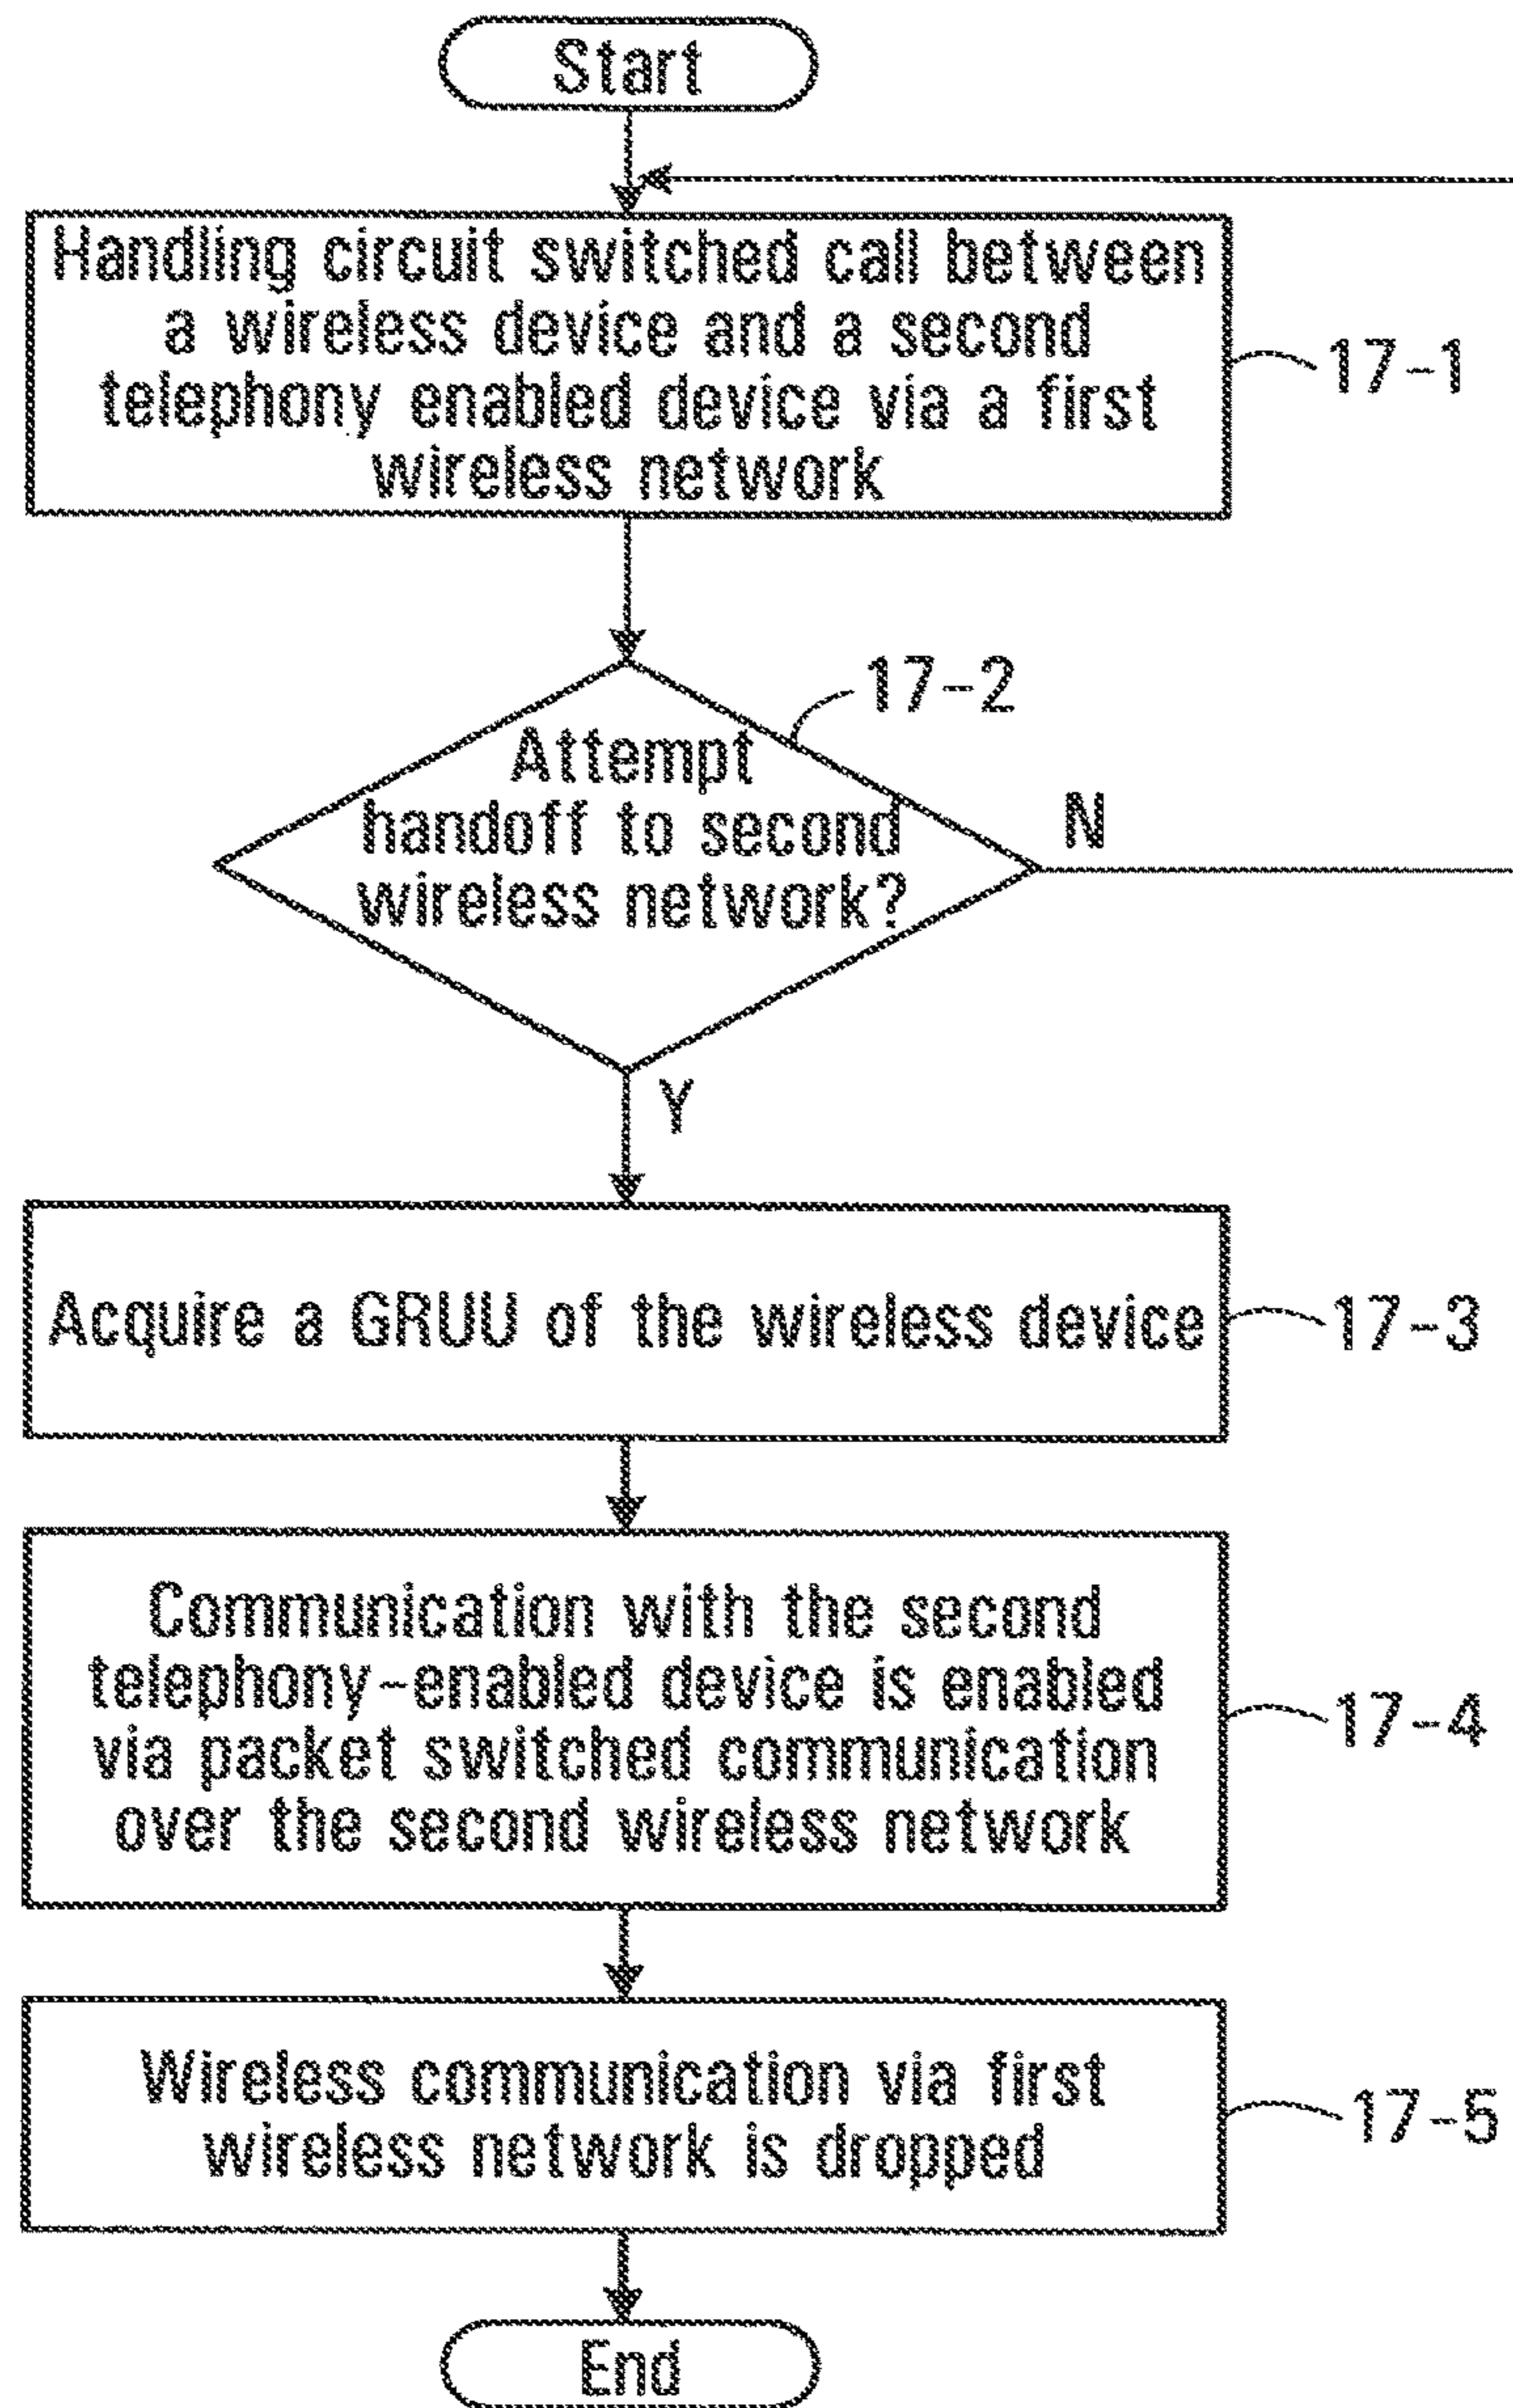 Start
Handling circuit switched call between
a wireless device and a second
telephony enabled device via a first
wireless network
17-1
17-2
Attempt
handoff to second
wireless network?
N
Y
Acquire a GRUU of the wireless device
17-3
Communication with the second
telephony-enabled device is enabled
via packet switched communication
over the second wireless network
17-4
Wireless communication via first
wireless network is dropped
17-5
End